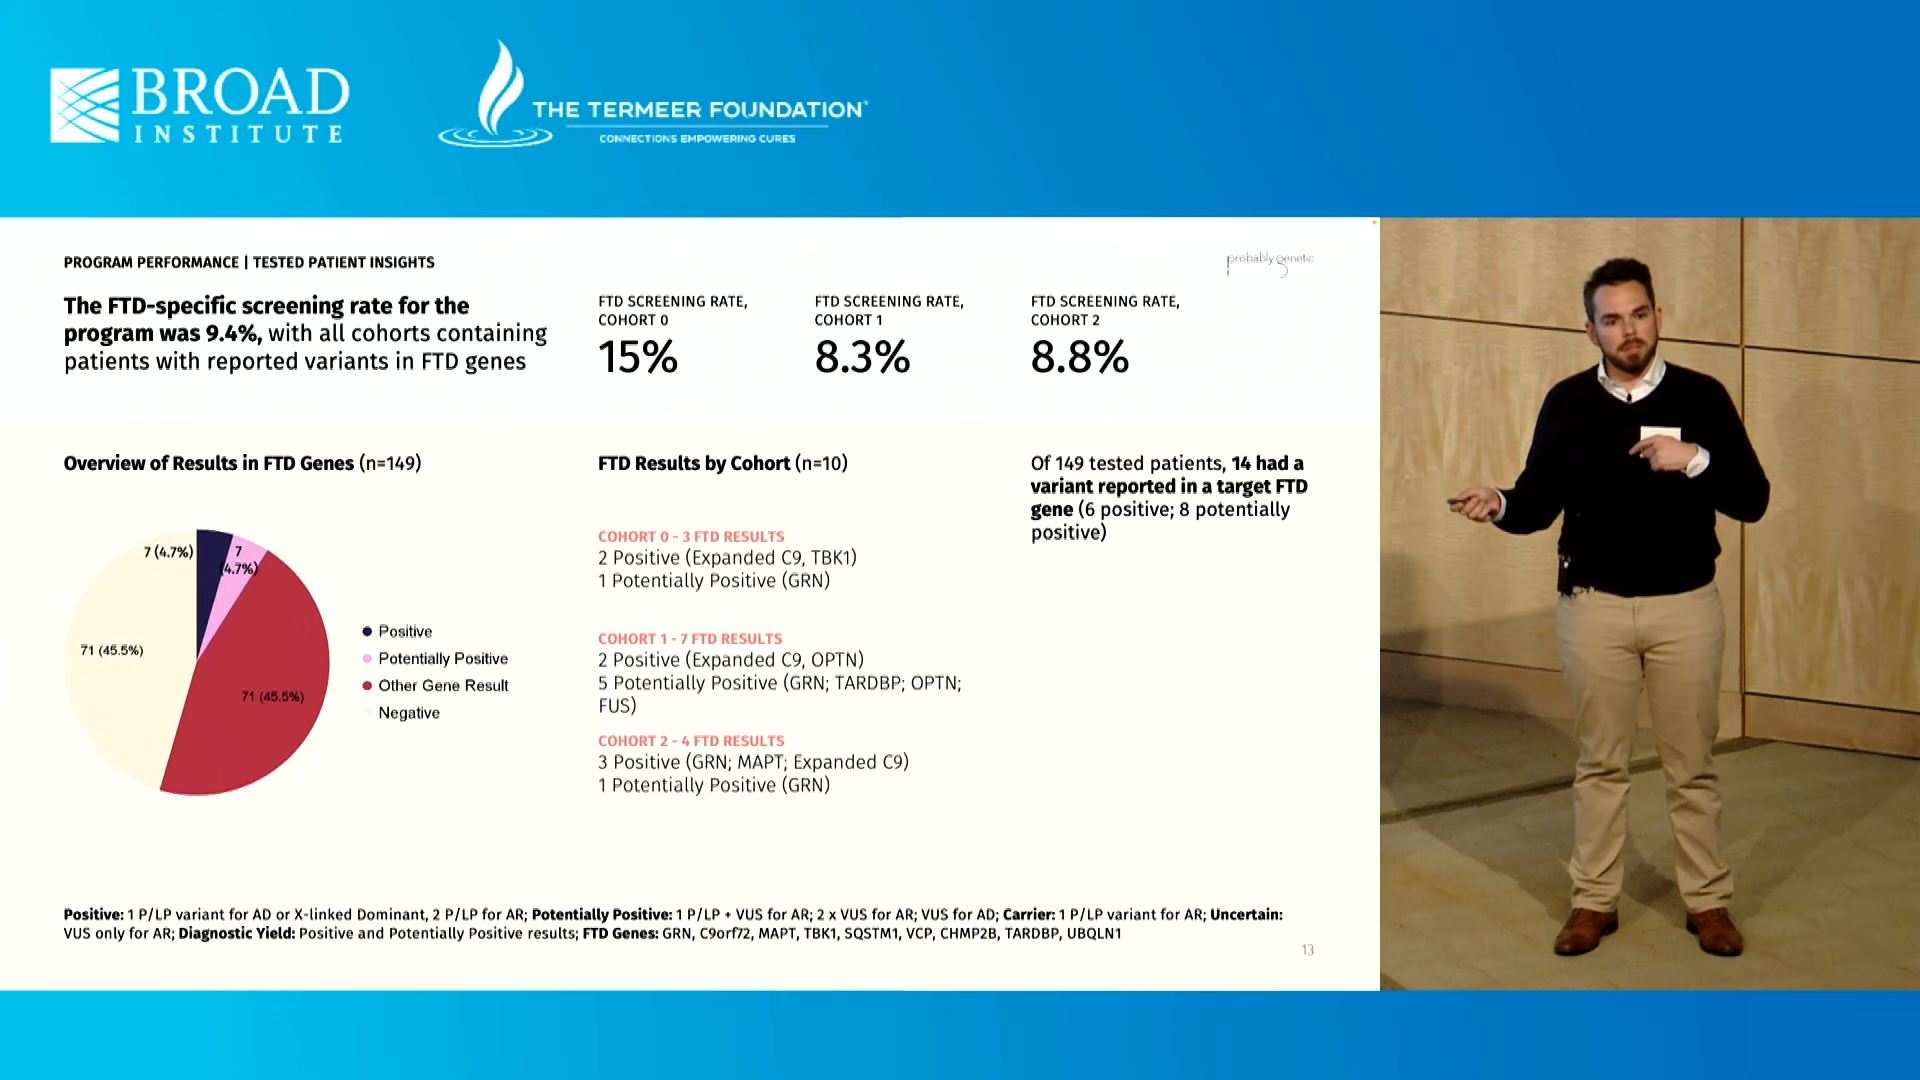 BROAD
INSTITUTE
THE TERMEER FOUNDATION
CONNECTIONS EMPOWERING CURES
PROGRAM PERFORMANCE | TESTED PATIENT INSIGHTS
probably genetic
The FTD-specific screening rate for the
program was 9.4%, with all cohorts containing
patients with reported variants in FTD genes
FTD SCREENING RATE,
COHORT 0
15%
FTD SCREENING RATE,
COHORT 1
8.3%
FTD SCREENING RATE,
COHORT 2
8.8%
Overview of Results in FTD Genes (n=149)
7 (4.7%)
7
(4.7%)
71 (45.5%)
71 (45.5%)
Positive
Potentially Positive
Other Gene Result
Negative
FTD Results by Cohort (n=10)
COHORT 0 - 3 FTD RESULTS
2 Positive (Expanded C9, TBK1)
1 Potentially Positive (GRN)
COHORT 1 - 7 FTD RESULTS
2 Positive (Expanded C9, OPTN)
5 Potentially Positive (GRN; TARDBP; OPTN;
FUS)
COHORT 2 - 4 FTD RESULTS
3 Positive (GRN; MAPT; Expanded C9)
1 Potentially Positive (GRN)
Of 149 tested patients, 14 had a
variant reported in a target FTD
gene (6 positive; 8 potentially
positive)
Positive: 1 P/LP variant for AD or X-linked Dominant, 2 P/LP for AR; Potentially Positive: 1 P/LP + VUS for AR; 2 x VUS for AR; VUS for AD; Carrier: 1 P/LP variant for AR; Uncertain:
VUS only for AR; Diagnostic Yield: Positive and Potentially Positive results; FTD Genes: GRN, C9orf72, MAPT, TBK1, SQSTM1, VCP, CHMP2B, TARDBP, UBQLN1
13